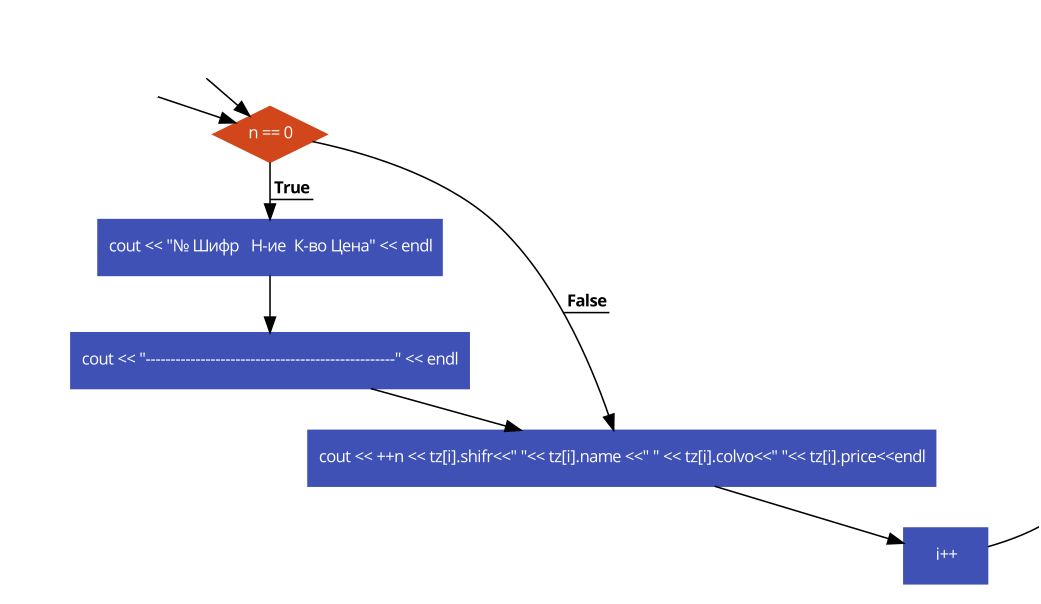 n == 0
True
cout << "№ Шифр   Н-ие  К-во Цена" << endl
False
cout << "--------------------------------------------------" << endl
cout << ++n << tz[i].shifr<<" "<< tz[i].name <<" " << tz[i].colvo<<" "<< tz[i].price<<endl
i++